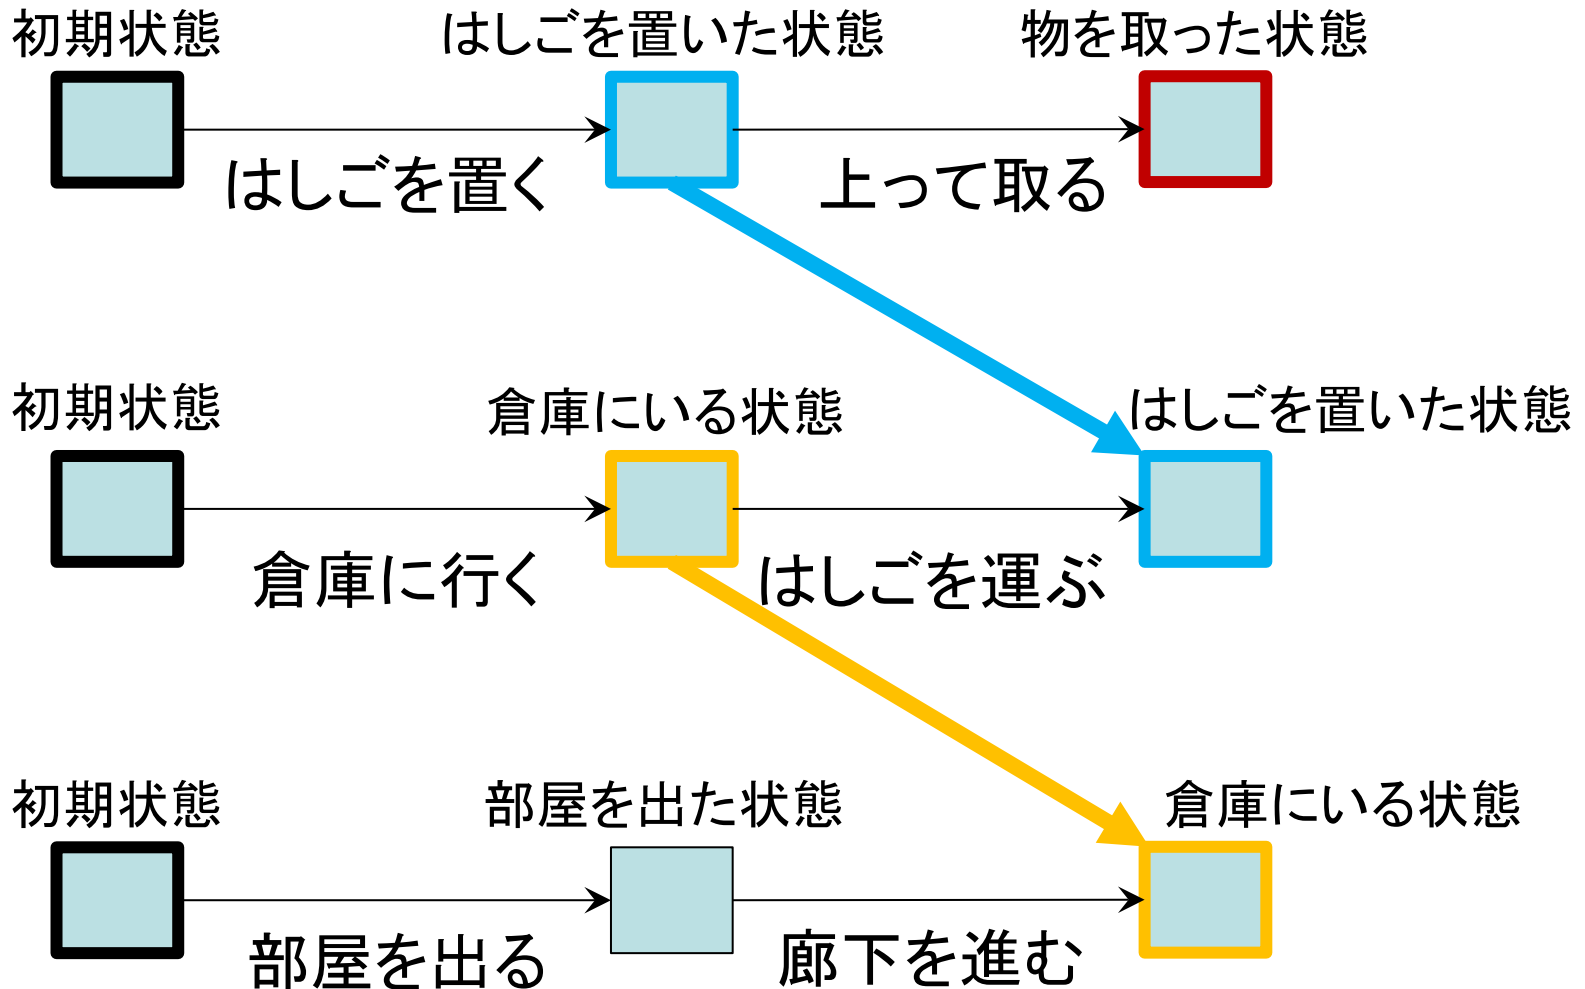 初期状態
はしごを置いた状態
物を取った状態
はしごを置く
上って取る
初期状態
倉庫にいる状態
はしごを置いた状態
倉庫に行く
はしごを運ぶ
初期状態
部屋を出た状態
倉庫にいる状態
部屋を出る
廊下を進む